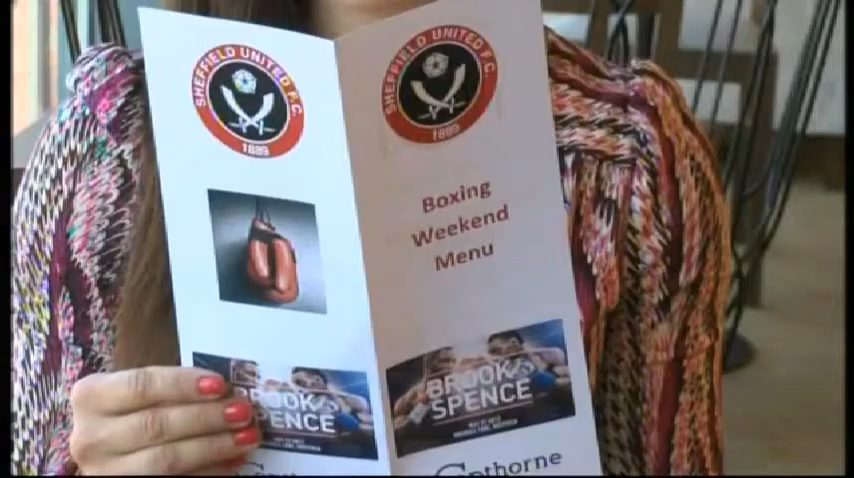 SHEFFIELD UNITED F.C.
1889
BROOK
SPENCE
SHEFFIELD UNITED F.C.
1889
Boxing
Weekend
Menu
BROOK
SPENCE